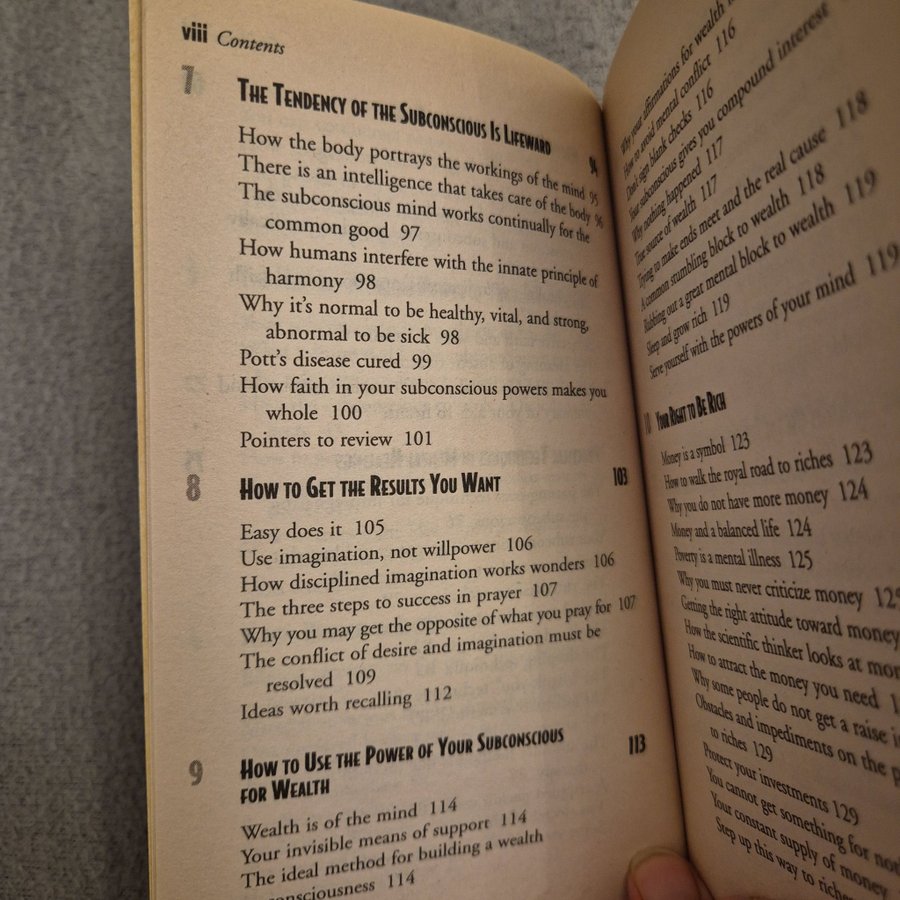 viii Contents
7 THE TENDENCY OF THE SUBCONSCIOUS IS LIFEWARD 94
How the body portrays the workings of the mind 95
There is an intelligence that takes care of the body 96
The subconscious mind works continually for the
common good 97
How humans interfere with the innate principle of
harmony 98
Why it's normal to be healthy, vital, and strong,
abnormal to be sick 98
Pott's disease cured 99
How faith in your subconscious powers makes you
whole 100
Pointers to review 101
8 HOW TO GET THE RESULTS YOU WANT 103
Easy does it 105
Use imagination, not willpower 106
How disciplined imagination works wonders 106
The three steps to success in prayer 107
Why you may get the opposite of what you pray for 107
The conflict of desire and imagination must be
resolved 109
Ideas worth recalling 112
9 HOW TO USE THE POWER OF YOUR SUBCONSCIOUS 113
FOR WEALTH
Wealth is of the mind 114
Your invisible means of support 114
The ideal method for building a wealth
consciousness 114
Why your affirmations for wealth
How to avoid mental conflict 116
Don't sign blank checks 116
Your subconscious gives you compound interest
Why nothing happened 117
True source of wealth 117
Trying to make ends meet and the real cause 118
A common stumbling block to wealth 118
Rubbing out a great mental block to wealth 119
Sleep and grow rich 119
Serve yourself with the powers of your mind 119
10 YOUR RIGHT TO BE RICH
Money is a symbol 123
How to walk the royal road to riches 123
Why you do not have more money 124
Money and a balanced life 124
Poverty is a mental illness 125
Why you must never criticize money
Getting the right attitude toward money
How the scientific thinker looks at
How to attract the money you need
Why some people do not get a raise
Obstacles and impediments on the
to riches 129
Protect your investments 129
You cannot get something for
Your constant supply of money
Step up this way to